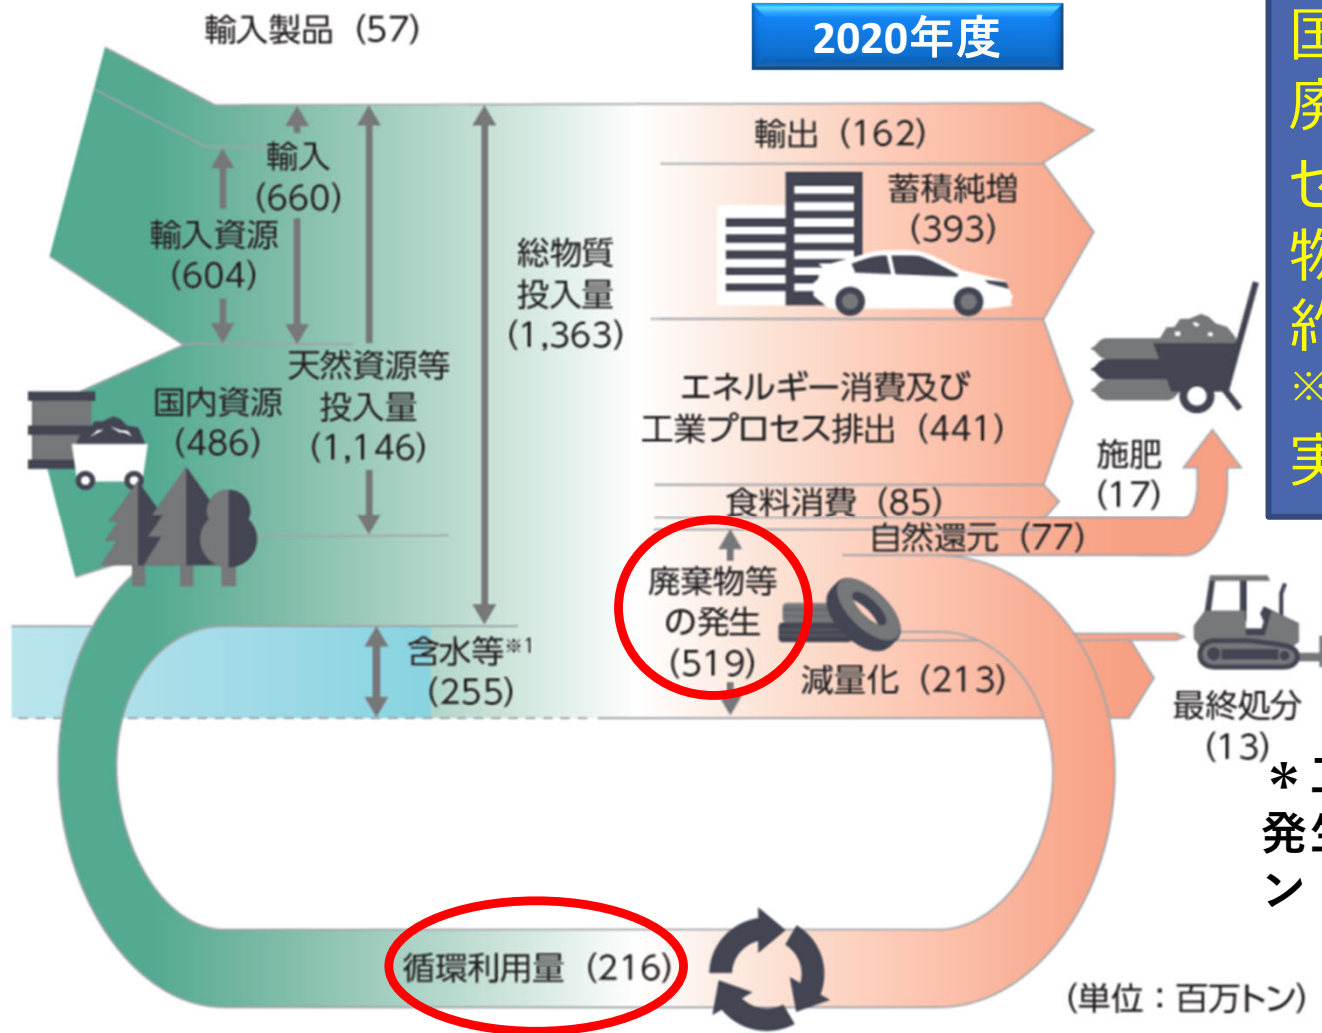 輸入製品（57）
2020年度
輸出（162）
輸入
（660）
蓄積純増
（393）
輸入資源
（604）
総物質
投入量
（1,363）
天然資源等
投入量
（1,146）
国内資源
（486）
エネルギー消費及び
工業プロセス排出（441）
施肥
（17）
食料消費（85）
自然還元（77）
廃棄物等
の発生
（519）
含水等※1
（255）
減量化（213）
最終処分
（13）
循環利用量（216）
（単位：百万トン）
国
廃
セ
物
約
※
実
＊工
発生
ン